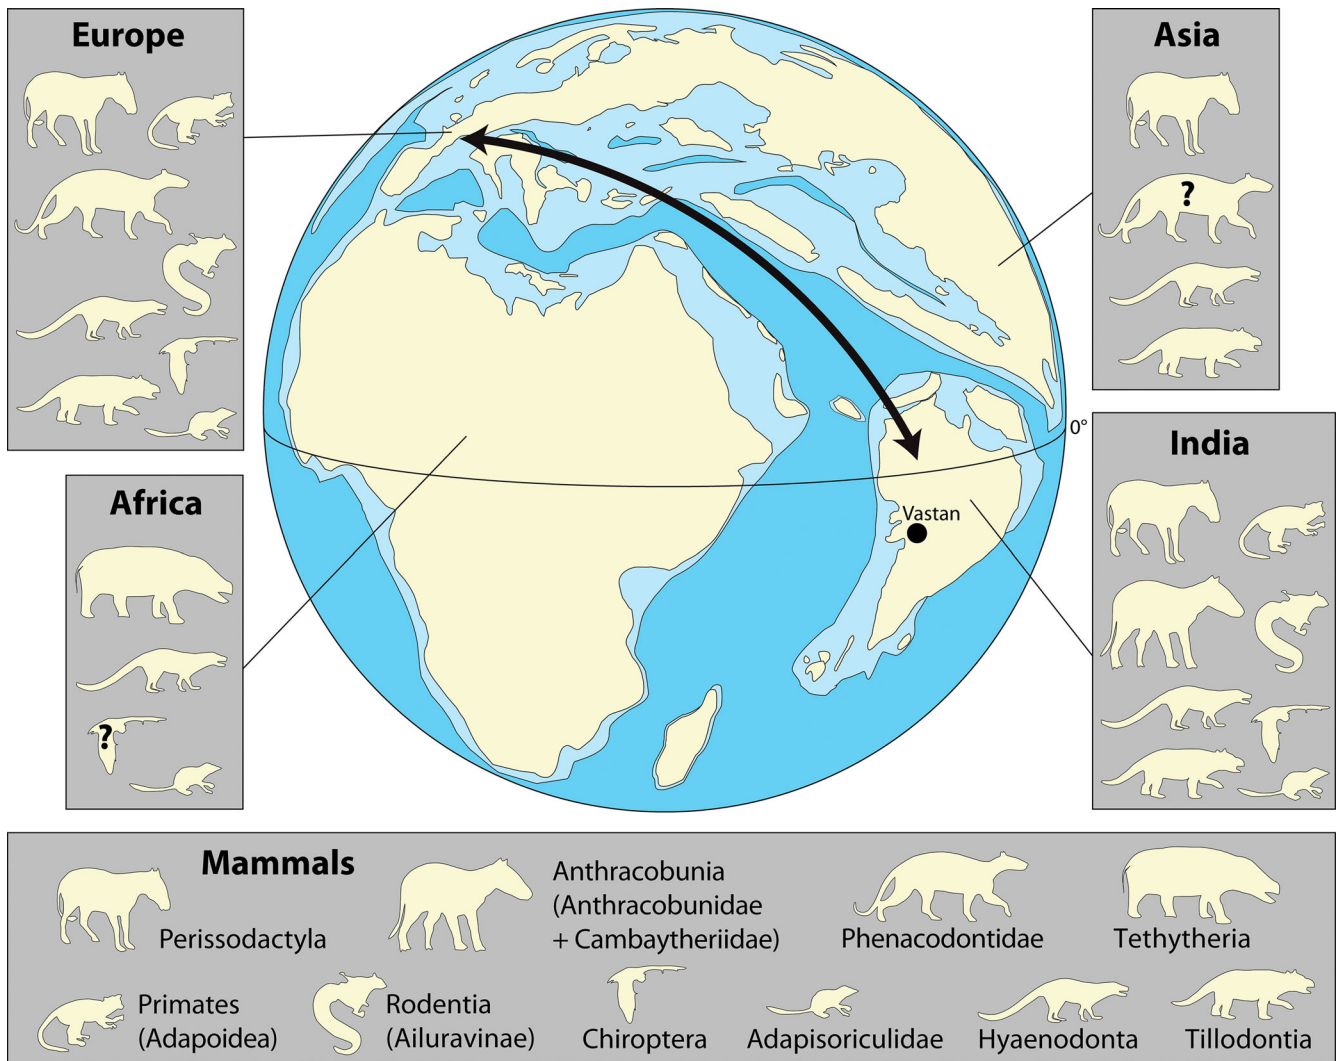 Europe
Asia
?
0°
India
Africa
Vastan
?
Mammals
Perissodactyla
Anthracobunia
(Anthracobunidae
+ Cambaytheriidae)
Phenacodontidae
Tethytheria
Primates
(Adapoidea)
Rodentia
(Ailuravinae)
Chiroptera
Adapisoriculidae
Hyaenodonta
Tillodontia